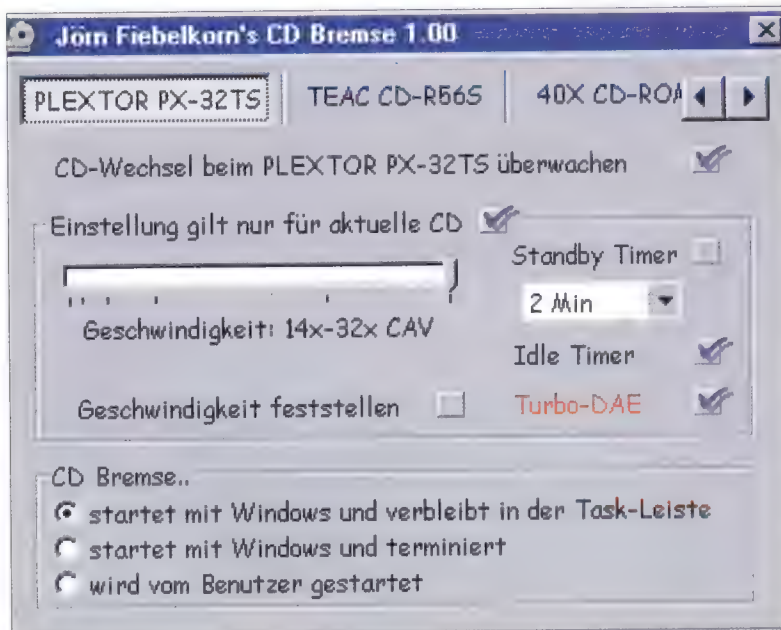 Jörn Fiebelkorn's CD Bremse 1.00
PLEXTOR PX-32TS
TEAC CD-R56S
40X CD-ROM
CD-Wechsel beim PLEXTOR PX-32TS überwachen
Einstellung gilt nur für aktuelle CD
Standby Timer
2 Min
Geschwindigkeit: 14x-32x CAV
Idle Timer
Geschwindigkeit feststellen
Turbo-DAE
CD Bremse..
startet mit Windows und verbleibt in der Task-Leiste
startet mit Windows und terminiert
wird vom Benutzer gestartet